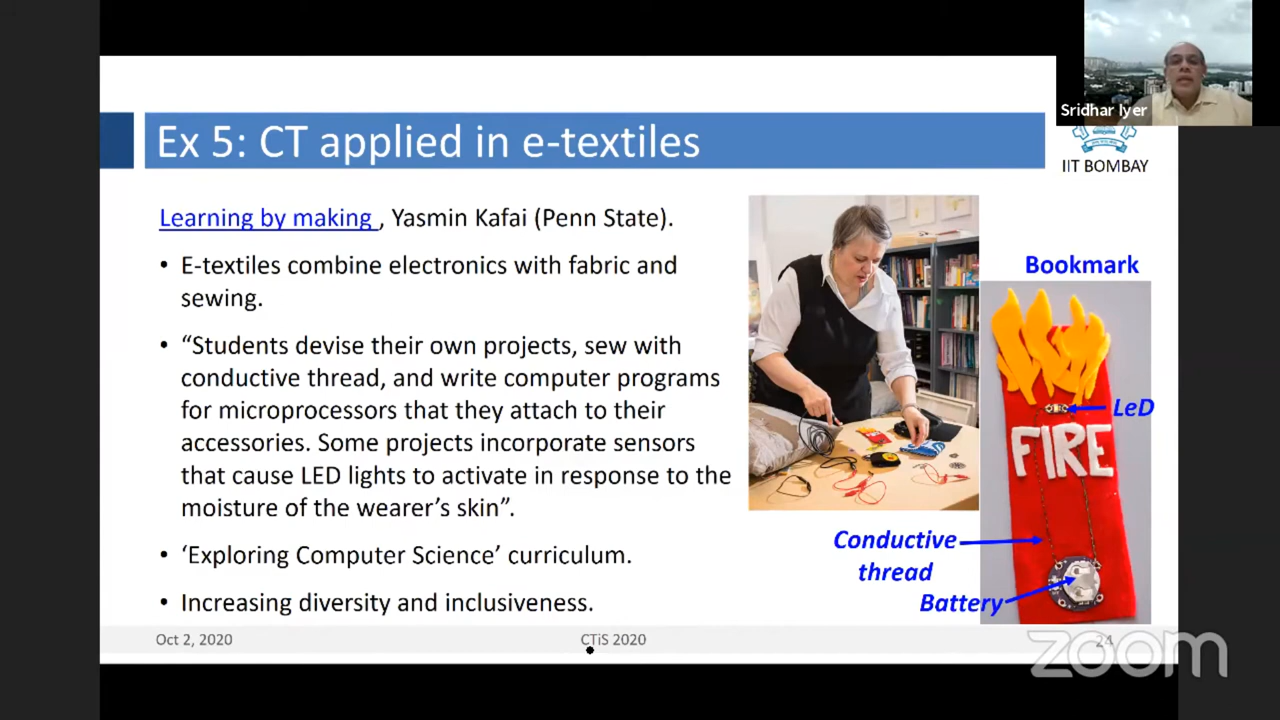 Sridhar Iyer
Ex 5: CT applied in e-textiles
IIT BOMBAY
Learning by making , Yasmin Kafai (Penn State).
• E-textiles combine electronics with fabric and
sewing.
• “Students devise their own projects, sew with
conductive thread, and write computer programs
for microprocessors that they attach to their
accessories. Some projects incorporate sensors
that cause LED lights to activate in response to the
moisture of the wearer’s skin”.
• ‘Exploring Computer Science’ curriculum.
• Increasing diversity and inclusiveness.
Bookmark
LeD
FIRE
Conductive
thread
Battery
Oct 2, 2020
CTiS 2020
24
zoom